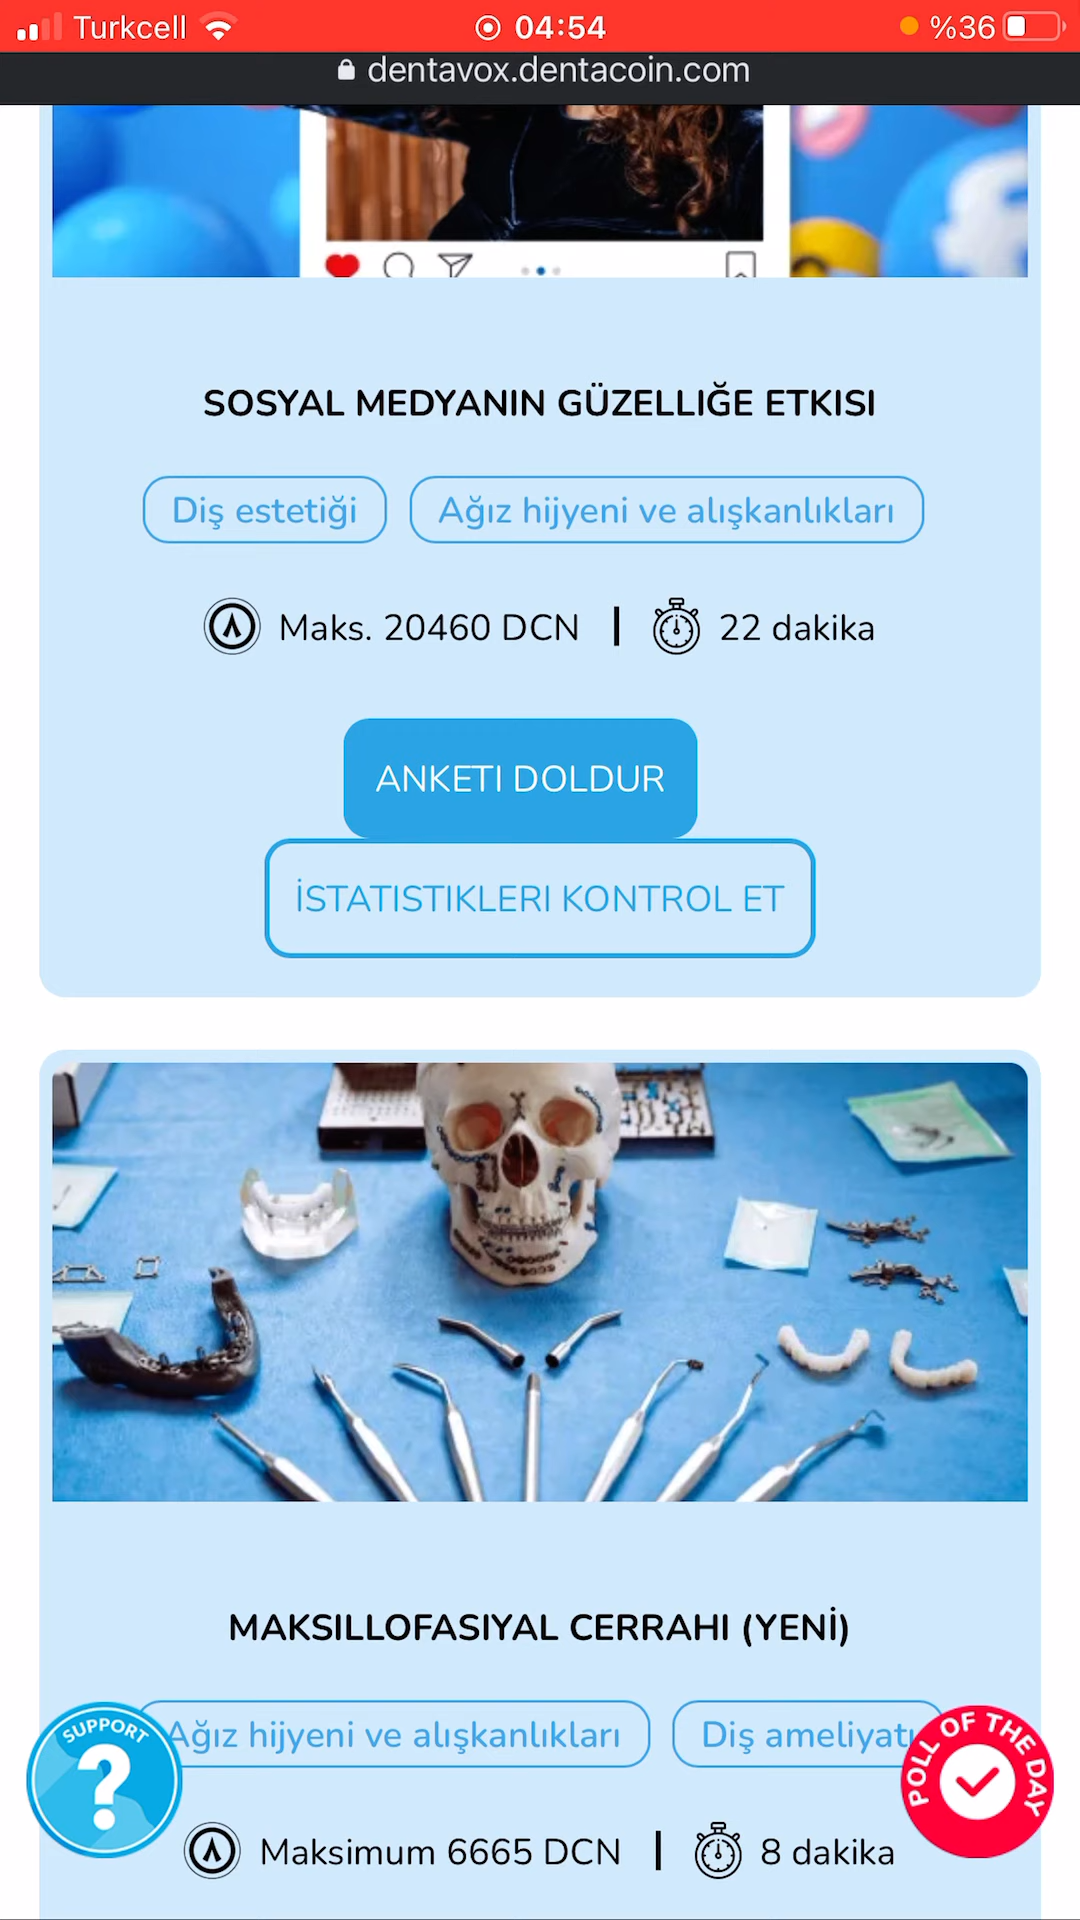 Turkcell 04:54 %36
dentavox.dentacoin.com
SOSYAL MEDYANIN GÜZELLIĞE ETKISI
Diş estetiği Ağız hijyeni ve alışkanlıkları
Maks. 20460 DCN | 22 dakika
ANKETI DOLDUR
İSTATISTIKLERI KONTROL ET
MAKSILLOFASIYAL CERRAHI (YENİ)
Ağız hijyeni ve alışkanlıkları Diş ameliyatı
SUPPORT
?
POLL OF THE DAY
Maksimum 6665 DCN | 8 dakika